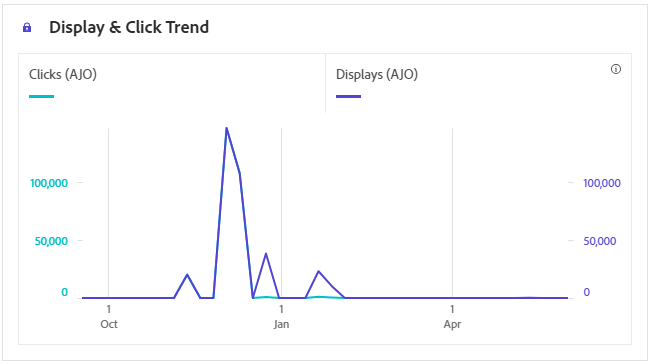 Display & Click Trend
Clicks (AJO)
Displays (AJO)
100,000
100,000
50,000
50,000
0
0
1
1
1
Oct
Jan
Apr